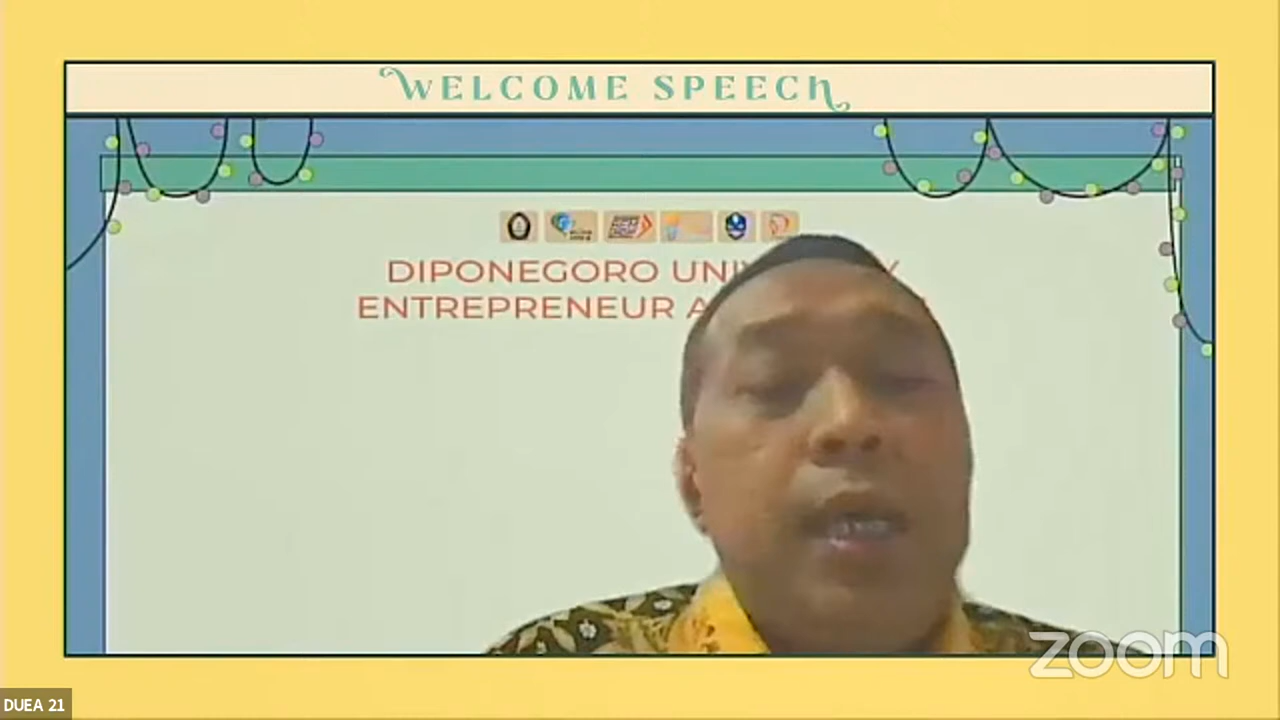 WELCOME SPEECH
DIPONEGORO UNI
ENTREPRENEUR A
zoom
DUEA 21